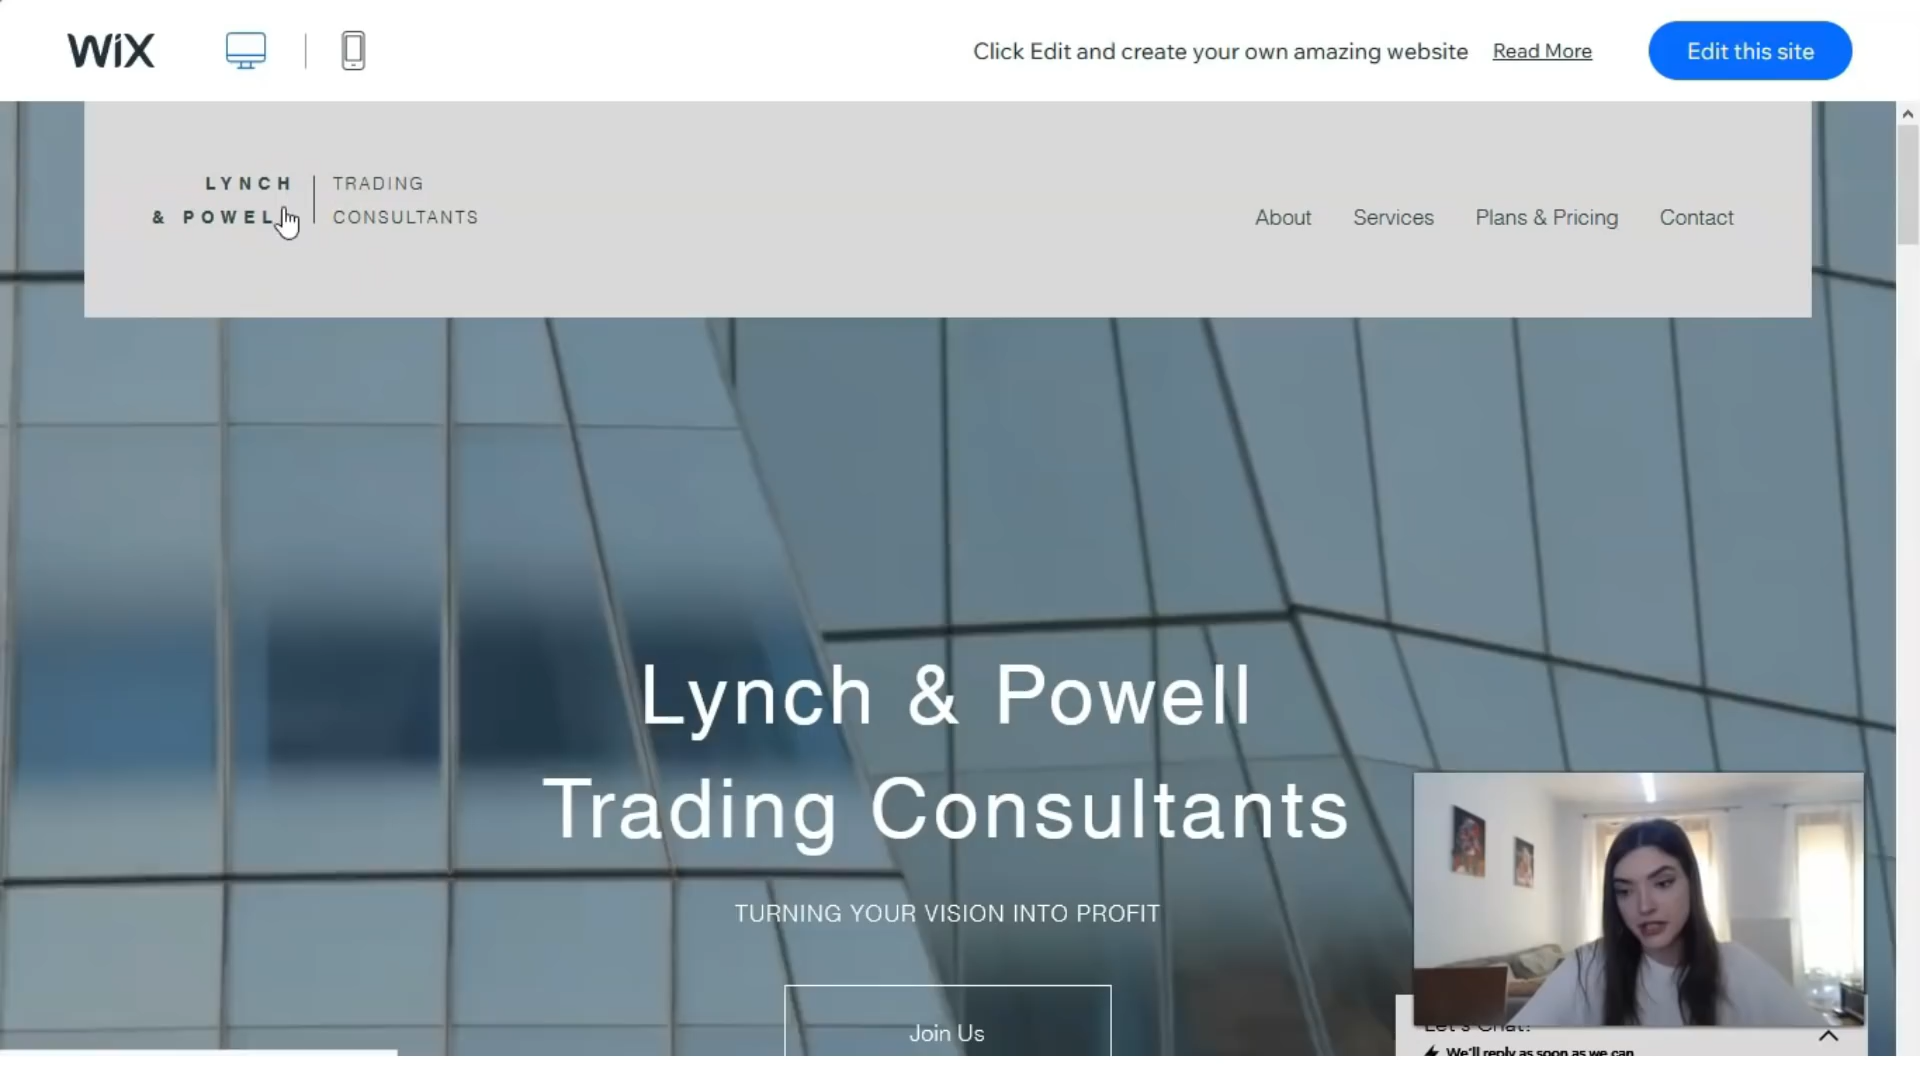 WiX
Click Edit and create your own amazing website Read More
Edit this site
LYNCH
& POWEL
TRADING
CONSULTANTS
About Services Plans & Pricing Contact
Lynch & Powell
Trading Consultants
TURNING YOUR VISION INTO PROFIT
Join Us
Let's Chat!
We'll reply as soon as we can